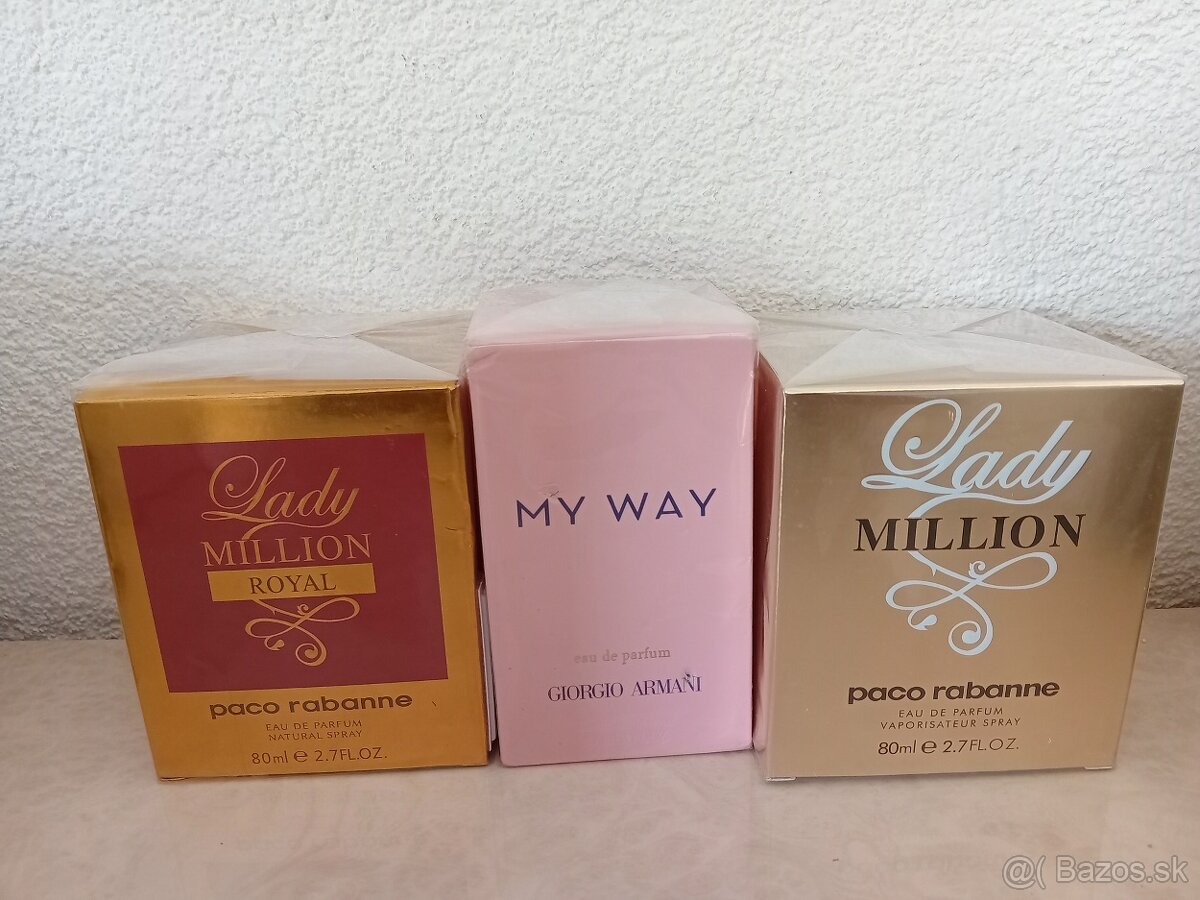 Lady
MILLION
ROYAL
paco rabanne
EAU DE PARFUM
NATURAL SPRAY
80ml e 2.7FL.OZ.
MY WAY
eau de parfum
GIORGIO ARMANI
Lady
MILLION
paco rabanne
EAU DE PARFUM
VAPORISATEUR SPRAY
80ml e 2.7FL.OZ.
@( Bazos.sk